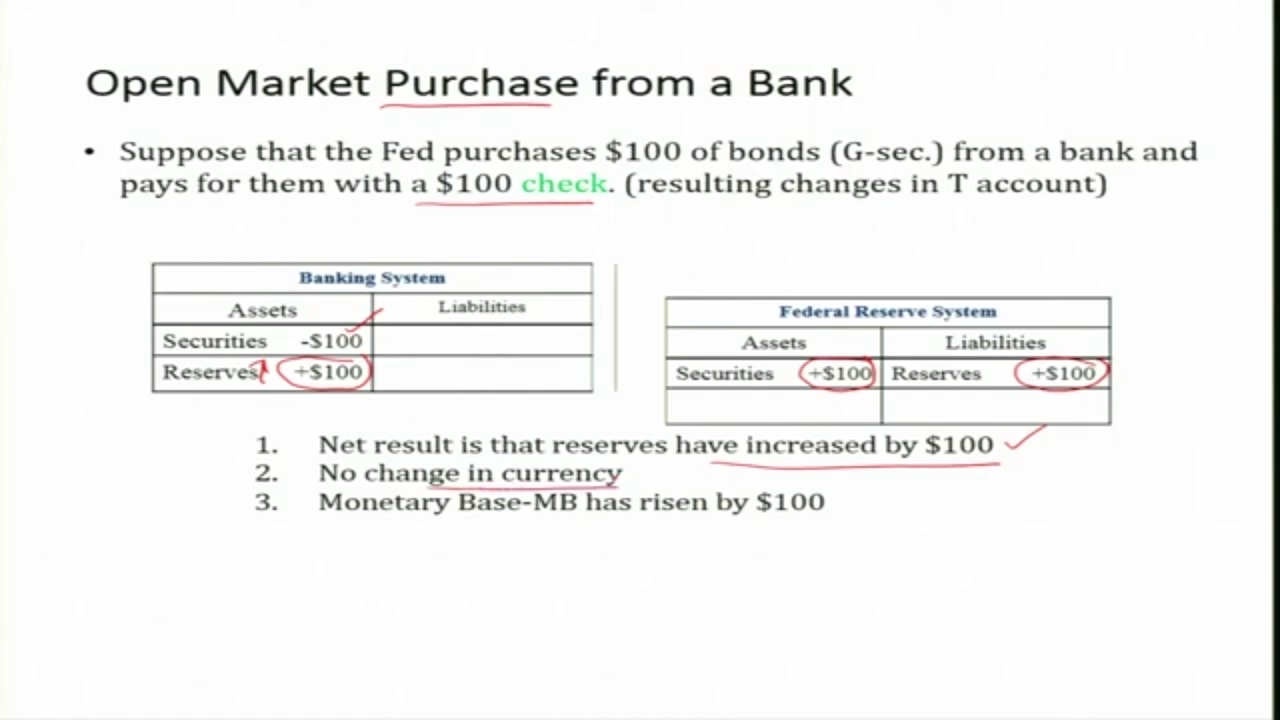 Open Market Purchase from a Bank
• Suppose that the Fed purchases $100 of bonds (G-sec.) from a bank and
pays for them with a $100 check. (resulting changes in T account)
Banking System
Assets Liabilities
Securities -$100
Reserves +$100
Federal Reserve System
Assets Liabilities
Securities +$100 Reserves +$100
1. Net result is that reserves have increased by $100
2. No change in currency
3. Monetary Base-MB has risen by $100